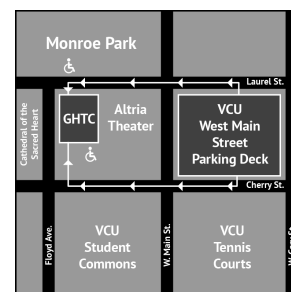 Monroe Park
Laurel St.
Cathedral of the
Sacred Heart
GHTC
Altria
Theater
VCU
West Main
Street
Parking Deck
Cherry St.
Floyd Ave.
VCU
Student
Commons
W. Main St.
VCU
Tennis
Courts